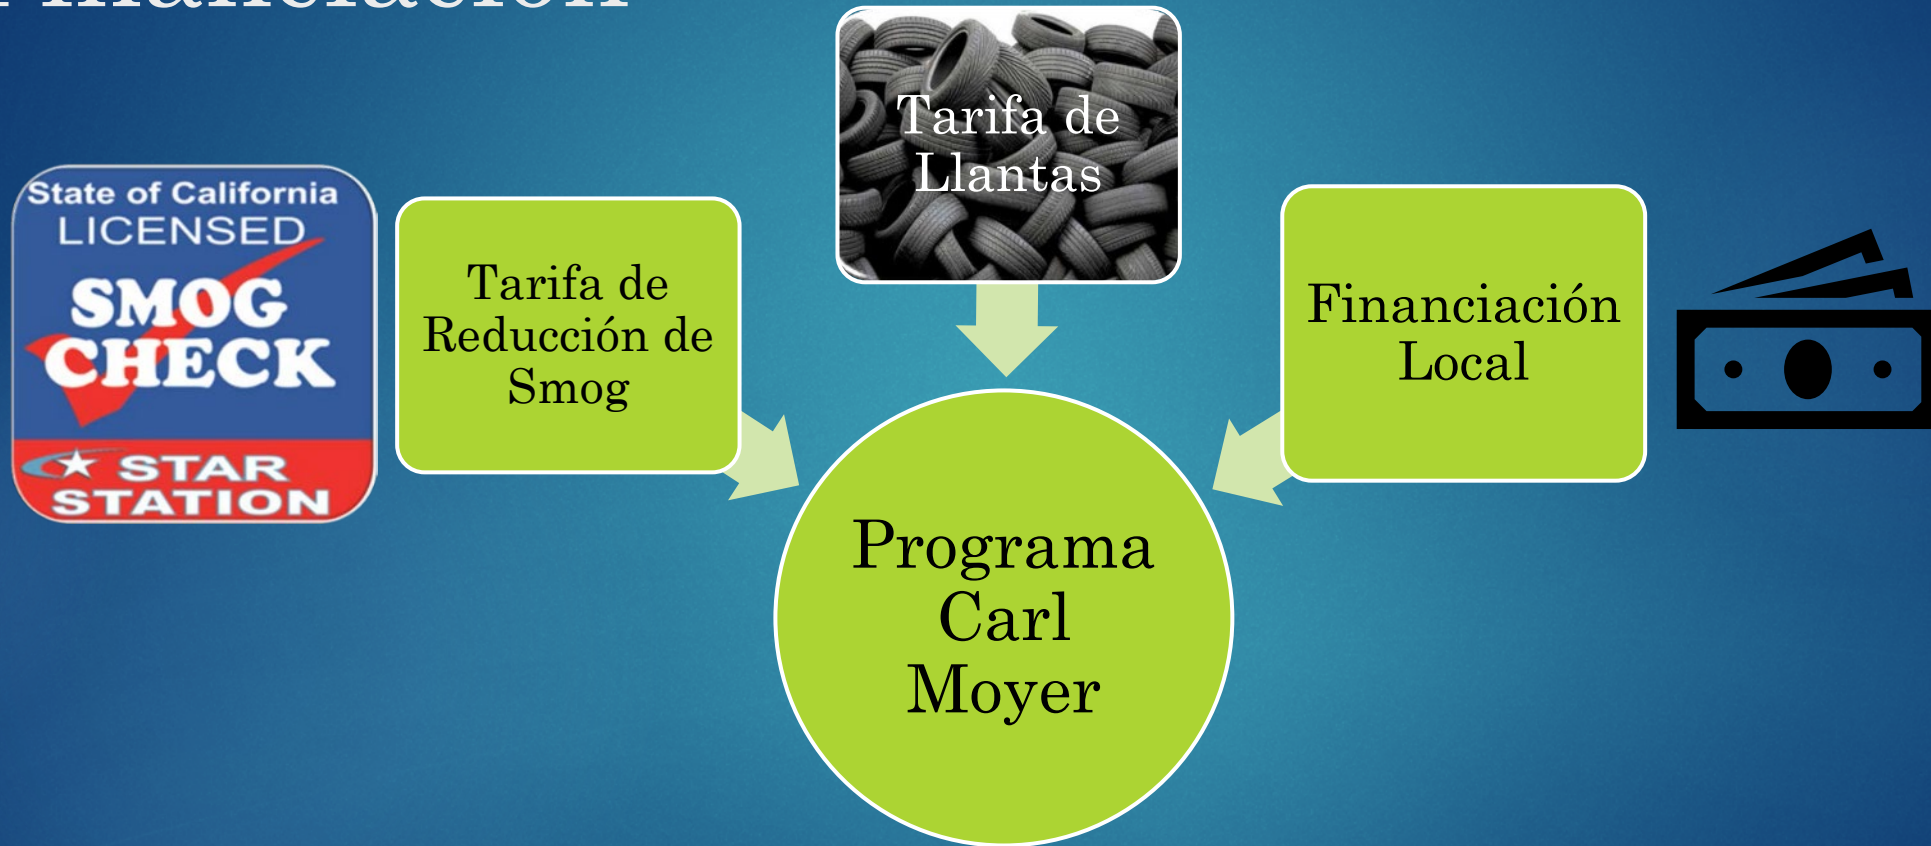 Financiación
Tarifa de
Llantas
State of California
LICENSED
SMOG
CHECK
STAR
STATION
Tarifa de
Reducción de
Smog
Financiación
Local
Programa
Carl
Moyer